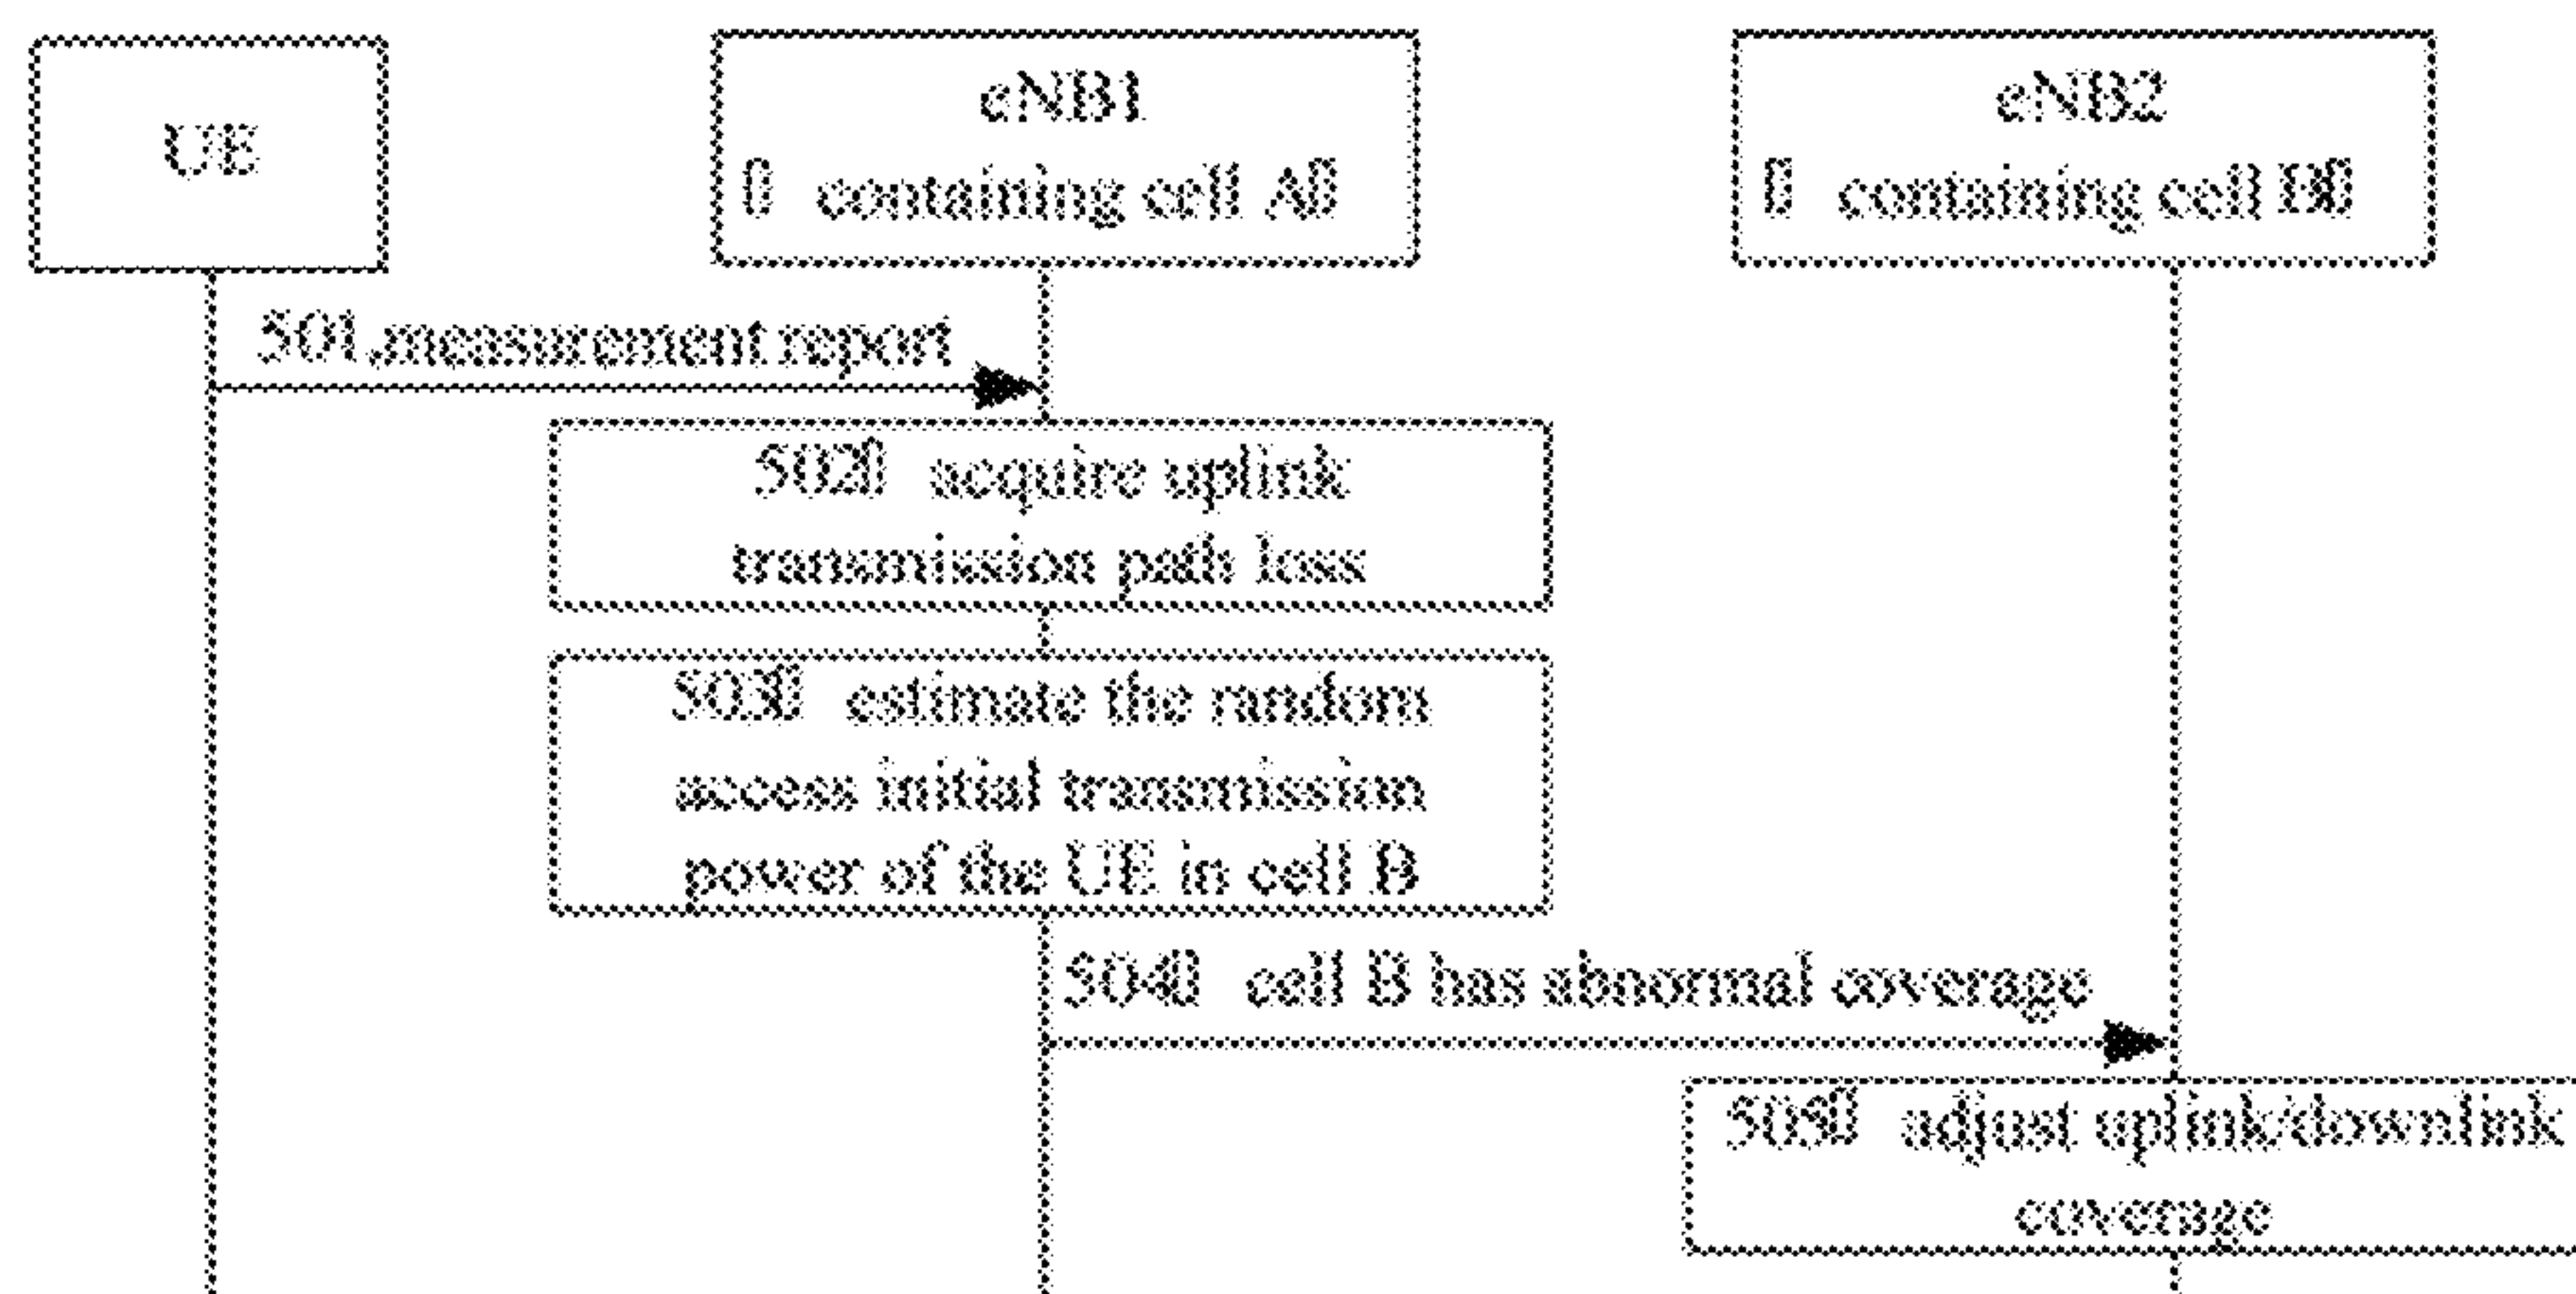 UE
eNB1
containing cell A
eNB2
containing cell B
501.measurement report
502 acquire uplink
transmission path loss
503 estimate the random
access initial transmission
power of the UE in cell B
504 cell B has abnormal coverage
505 adjust uplink/downlink
coverage